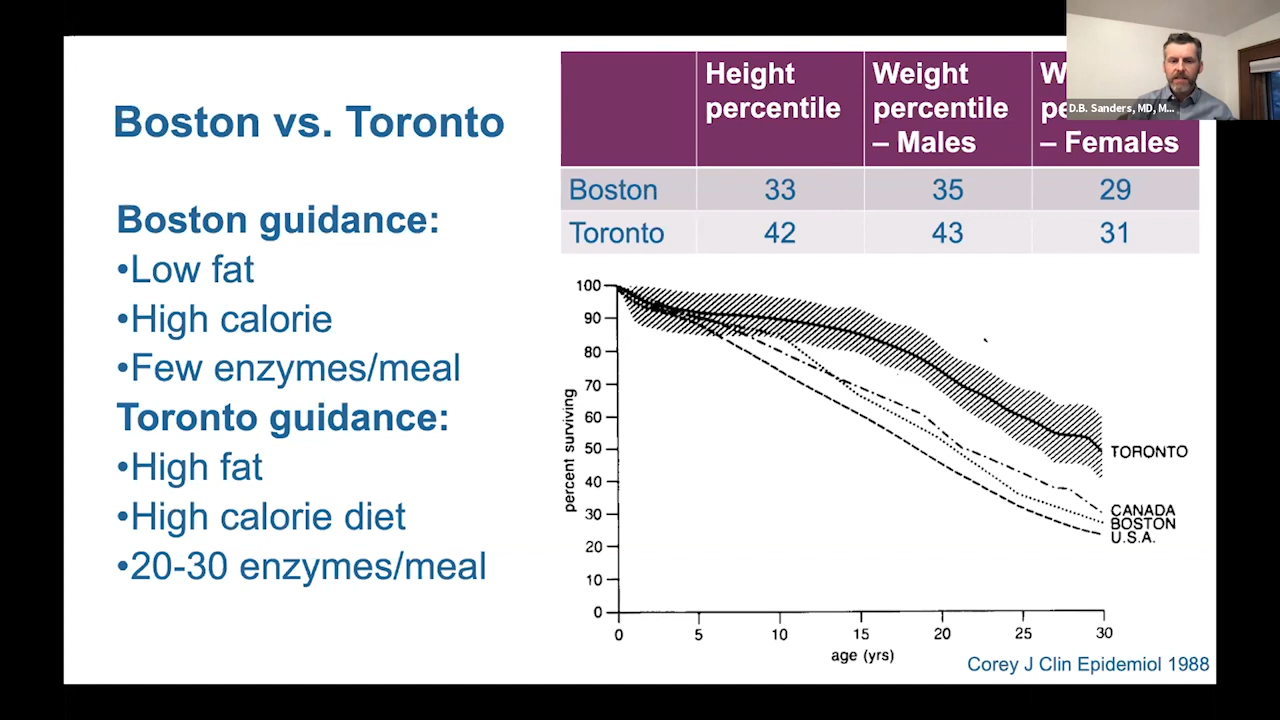 Boston vs. Toronto
Boston guidance:
•Low fat
•High calorie
•Few enzymes/meal
Toronto guidance:
•High fat
•High calorie diet
•20-30 enzymes/meal
Height percentile
Weight percentile – Males
W
pe
– Females
Boston 33 35 29
Toronto 42 43 31
D.B. Sanders, MD, M...
percent surviving
100
90
80
70
60
50
40
30
20
10
0
TORONTO
CANADA
BOSTON
U.S.A.
0 5 10 15 20 25 30
age (yrs)
Corey J Clin Epidemiol 1988